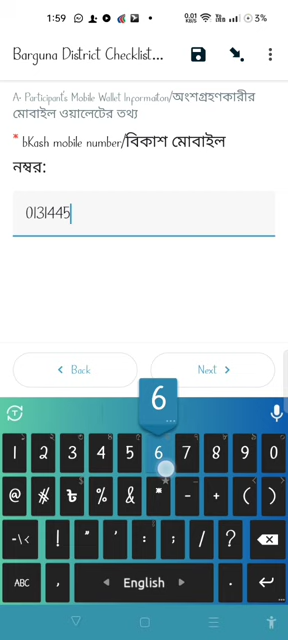 1:59
0.01
3%
Barguna District Checklist...
A- Participant's Mobile Wallet Information/অংশগ্রহণকারীর
মোবাইল ওয়ালেটের তথ্য
* bKash mobile number/বিকাশ মোবাইল
নম্বর:
0131445
Back Next
6
1 2 3 4 5 6 7 8 9 0
@ # ৳ % & * - + ( )
-\< ! " ' : ; / ?
ABC , English .